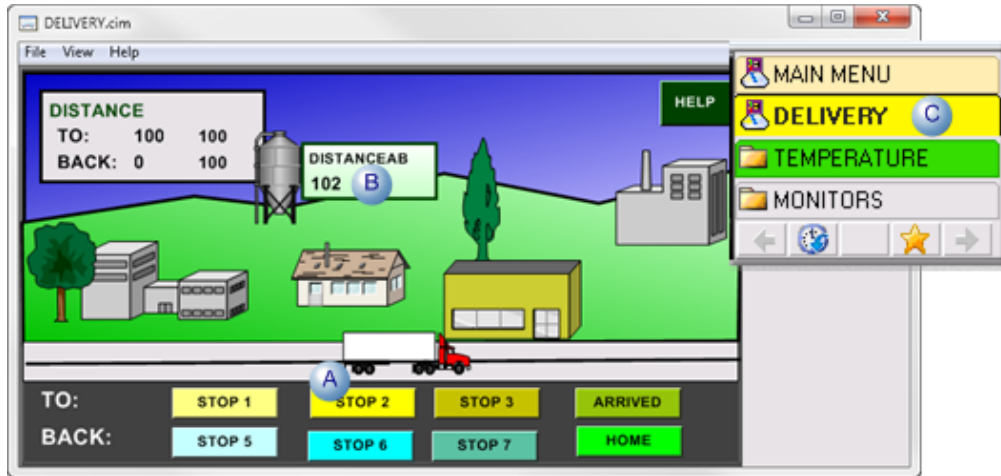 DELIVERY.cim
File View Help
DISTANCE
TO: 100 100
BACK: 0 100
DISTANCEAB
102 B
HELP
MAIN MENU
DELIVERY C
TEMPERATURE
MONITORS
A
TO: STOP 1 STOP 2 STOP 3 ARRIVED
BACK: STOP 5 STOP 6 STOP 7 HOME